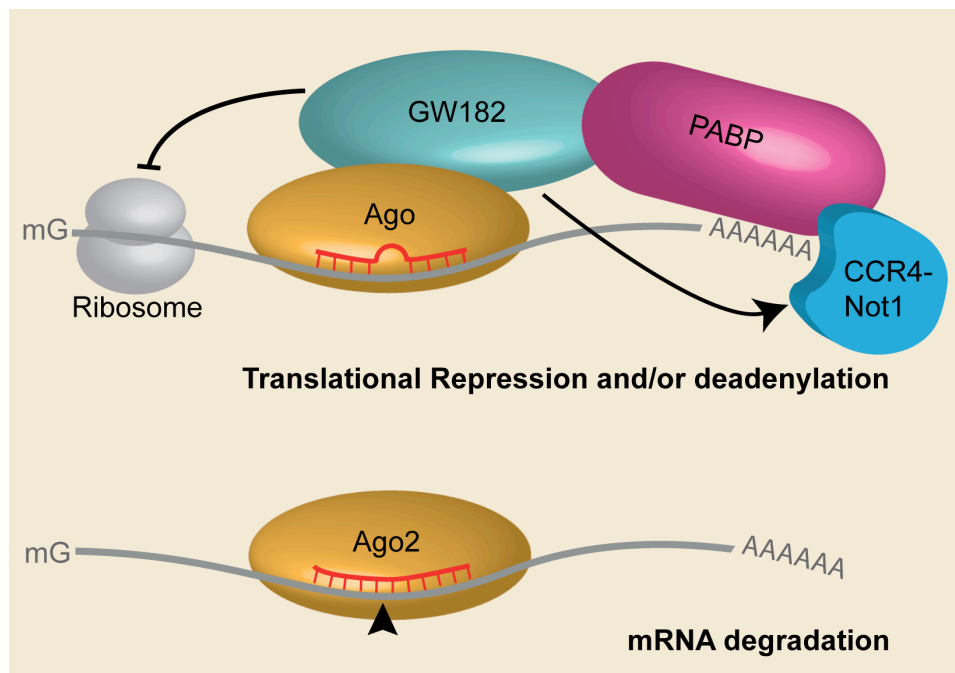 GW182
PABP
Ago
mG
AAAAAA
CCR4-
Not1
Ribosome
Translational Repression and/or deadenylation
Ago2
mG
AAAAAA
mRNA degradation